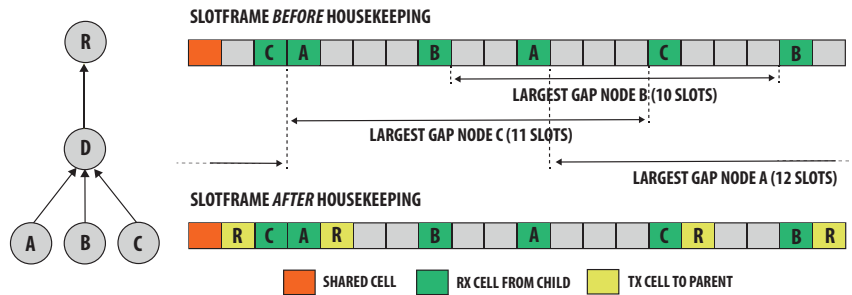 SLOTFRAME BEFORE HOUSEKEEPING
R
C A B A C B
LARGEST GAP NODE B (10 SLOTS)
LARGEST GAP NODE C (11 SLOTS)
D
LARGEST GAP NODE A (12 SLOTS)
SLOTFRAME AFTER HOUSEKEEPING
A B C
R C A R B A C R B R
SHARED CELL RX CELL FROM CHILD TX CELL TO PARENT